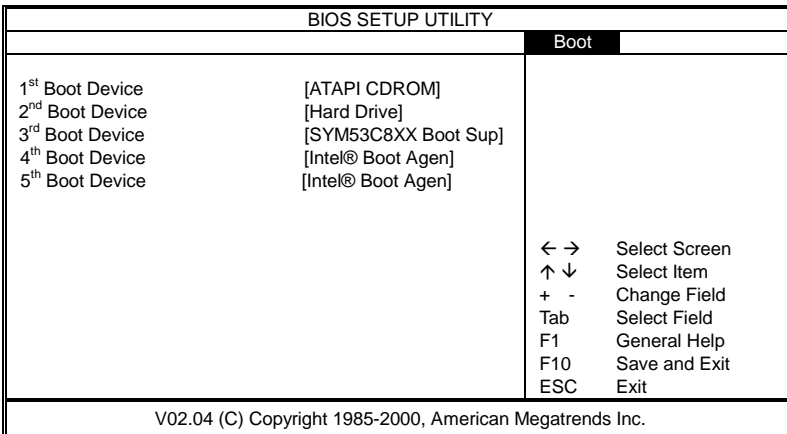 BIOS SETUP UTILITY
Boot
1st Boot Device [ATAPI CDROM]
2nd Boot Device [Hard Drive]
3rd Boot Device [SYM53C8XX Boot Sup]
4th Boot Device [Intel® Boot Agen]
5th Boot Device [Intel® Boot Agen]
← → Select Screen
↑ ↓ Select Item
+ - Change Field
Tab Select Field
F1 General Help
F10 Save and Exit
ESC Exit
V02.04 (C) Copyright 1985-2000, American Megatrends Inc.